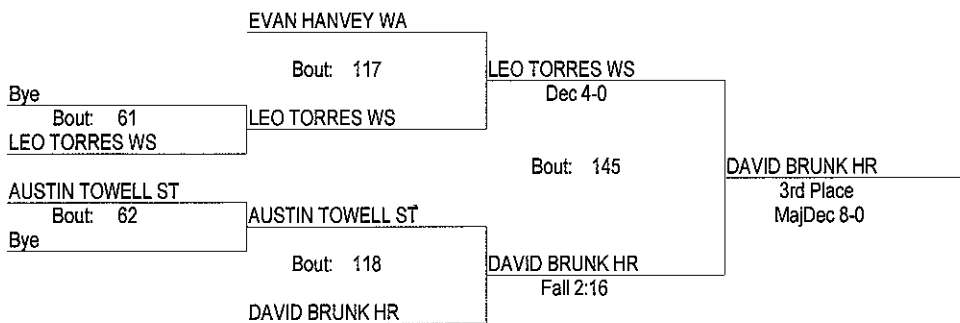 EVAN HANVEY WA
Bout: 117
LEO TORRES WS
Dec 4-0
Bye
Bout: 61
LEO TORRES WS
LEO TORRES WS
Bout: 145
DAVID BRUNK HR
3rd Place
MajDec 8-0
AUSTIN TOWELL ST
Bout: 62
AUSTIN TOWELL ST
Bye
Bout: 118
DAVID BRUNK HR
Fall 2:16
DAVID BRUNK HR